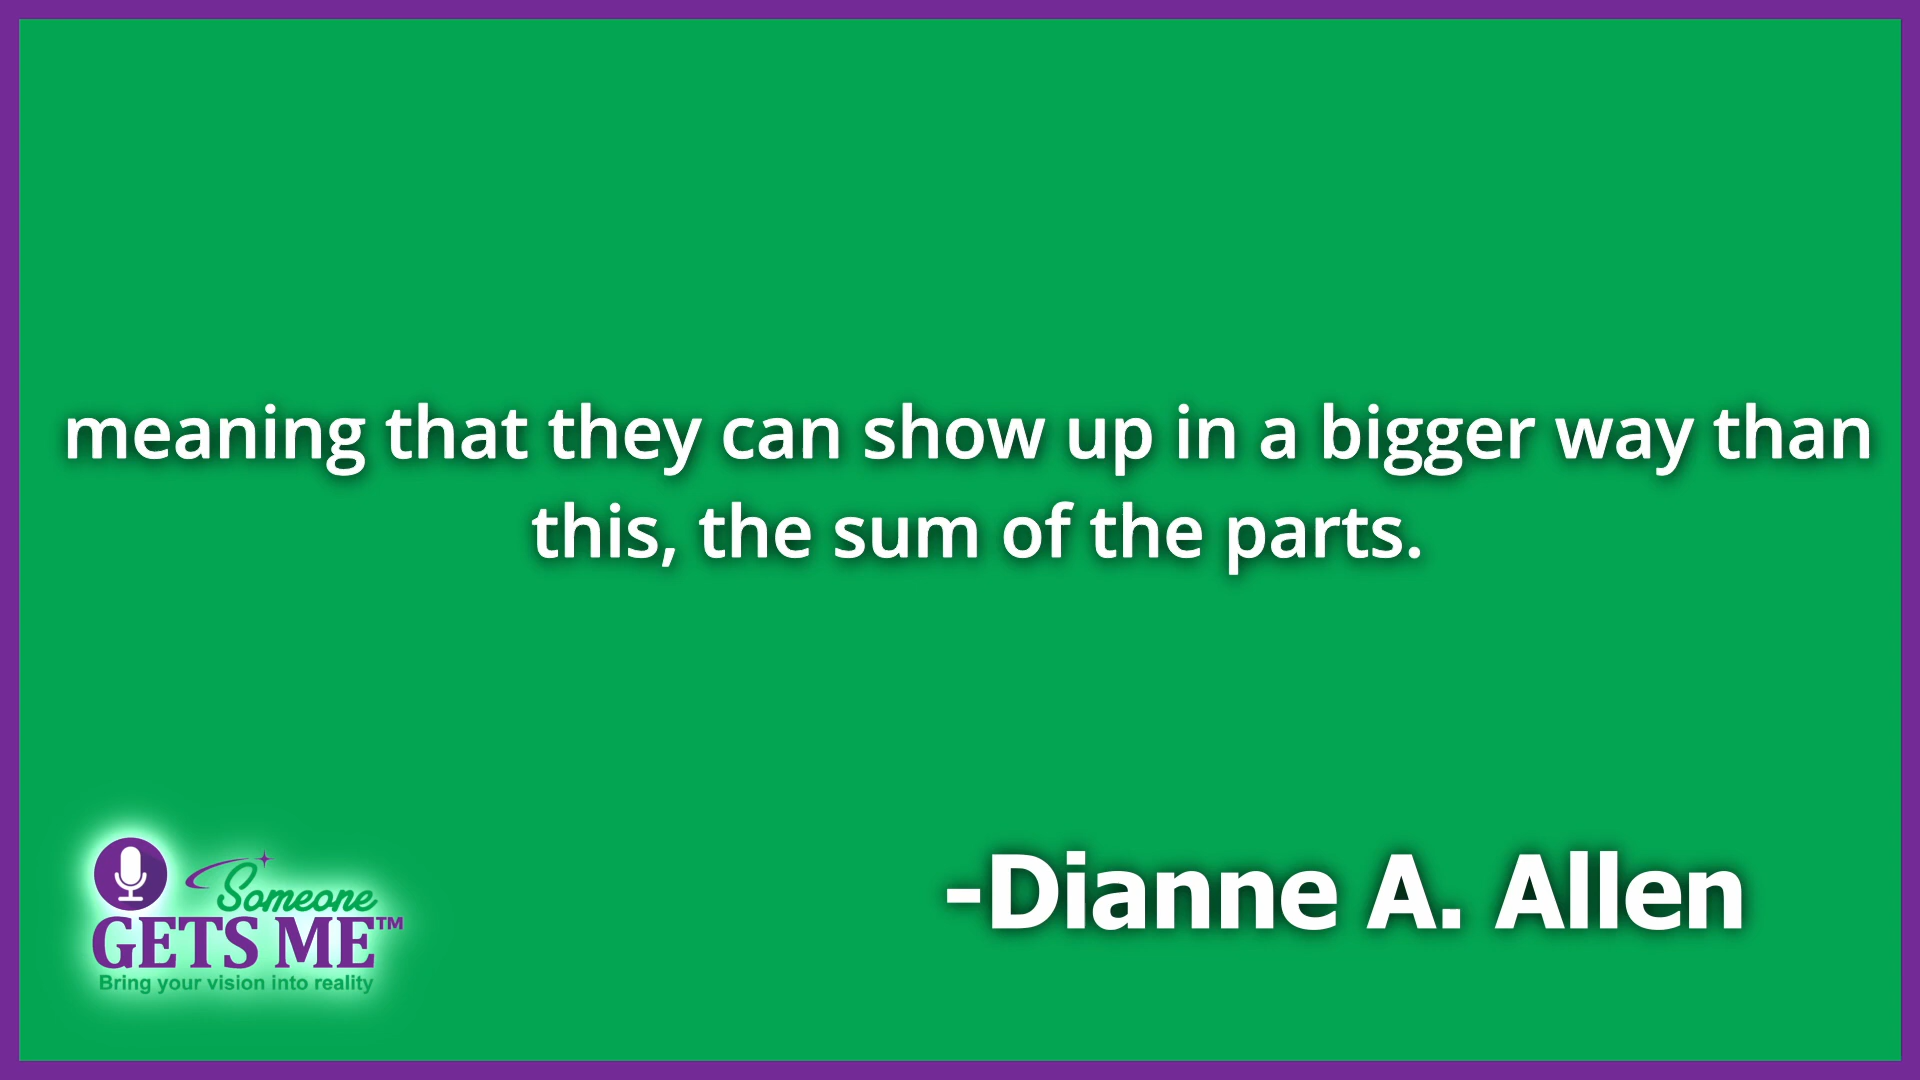 meaning that they can show up in a bigger way than
this, the sum of the parts.
-Dianne A. Allen
Someone
GETS ME™
Bring your vision into reality